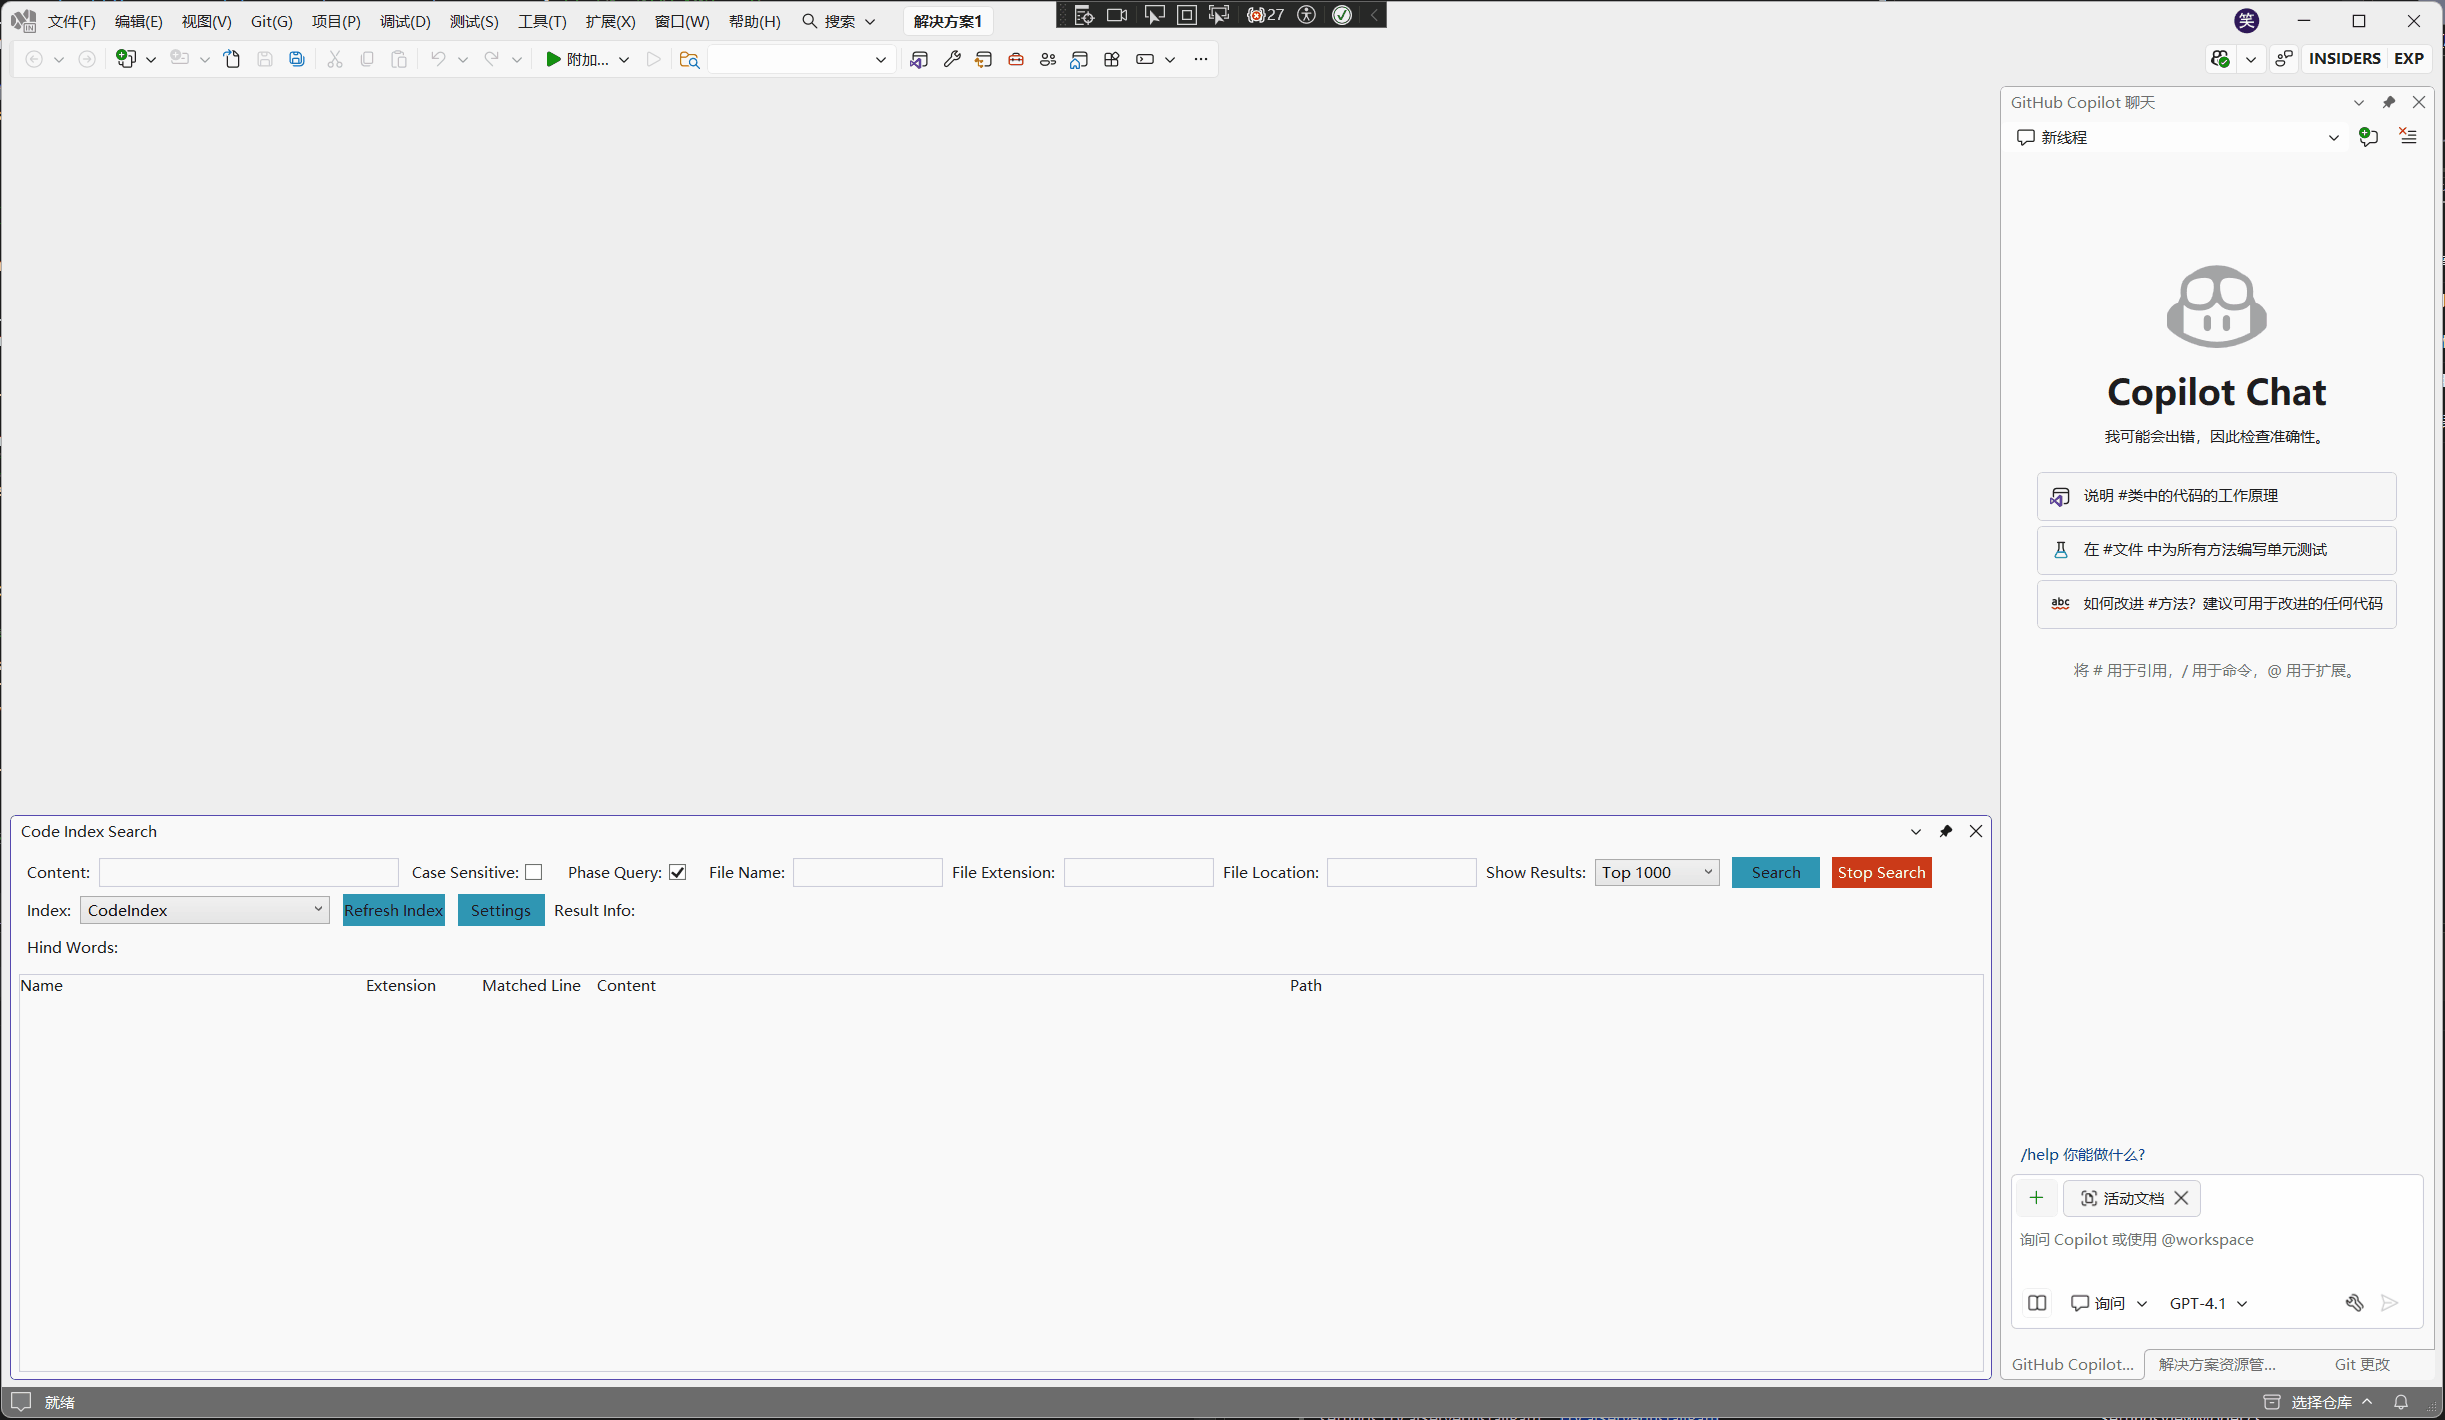 文件(F) 编辑(E) 视图(V) Git(G) 项目(P) 调试(D) 测试(S) 工具(T) 扩展(X) 窗口(W) 帮助(H) 搜索 解决方案1 27 笑
附加... INSIDERS EXP
GitHub Copilot 聊天
新线程
Copilot Chat
我可能会出错，因此检查准确性。
说明 #类中的代码的工作原理
在 #文件 中为所有方法编写单元测试
abc 如何改进 #方法？建议可用于改进的任何代码
将 # 用于引用，/ 用于命令，@ 用于扩展。
Code Index Search
Content: Case Sensitive: Phase Query: File Name: File Extension: File Location: Show Results: Top 1000 Search Stop Search
Index: CodeIndex Refresh Index Settings Result Info:
Hind Words:
Name Extension Matched Line Content Path
/help 你能做什么?
活动文档
询问 Copilot 或使用 @workspace
询问 GPT-4.1
GitHub Copilot... 解决方案资源管... Git 更改
就绪 选择仓库